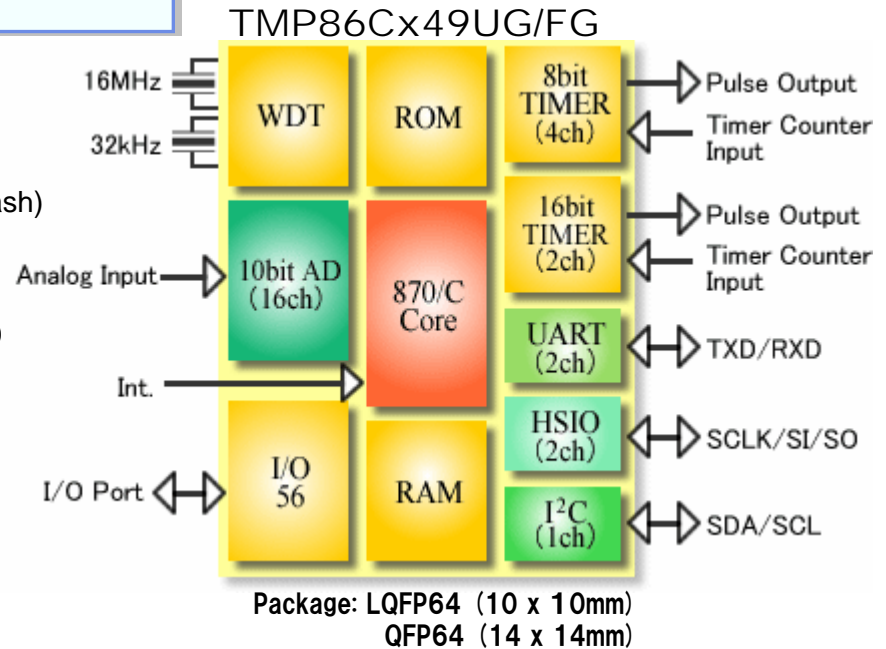 TMP86Cx49UG/FG
16MHz
32kHz
WDT
ROM
8bit
TIMER
(4ch)
Pulse Output
Timer Counter
Input
ash)
Analog Input
10bit AD
(16ch)
870/C
Core
16bit
TIMER
(2ch)
Pulse Output
Timer Counter
Input
)
Int.
UART
(2ch)
TXD/RXD
I/O Port
I/O
56
RAM
HSIO
(2ch)
SCLK/SI/SO
I²C
(1ch)
SDA/SCL
Package: LQFP64 (10 x 10mm)
QFP64 (14 x 14mm)